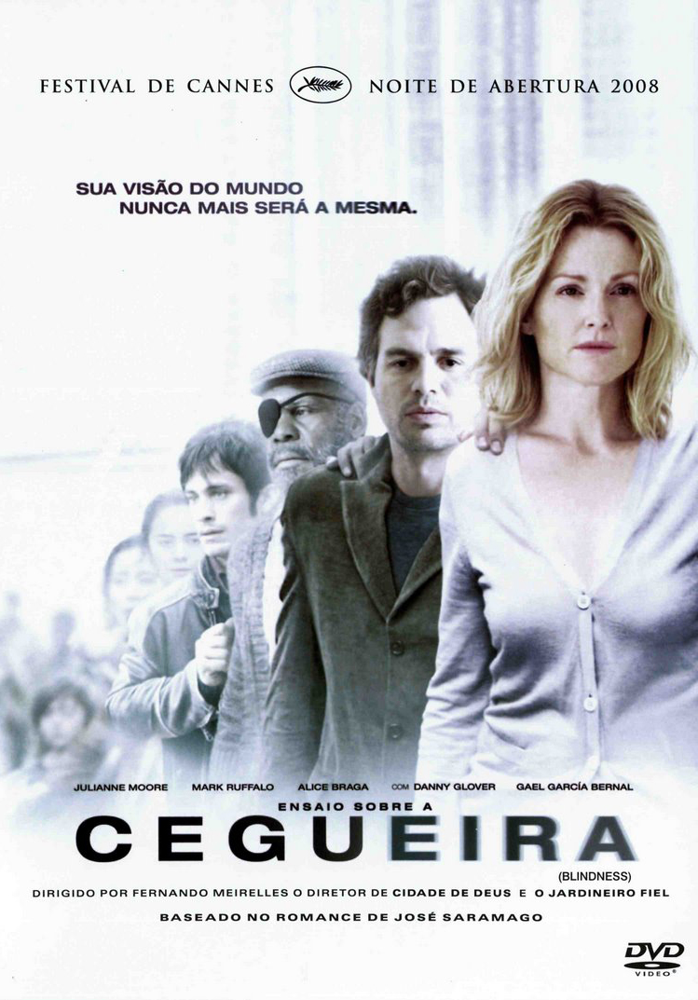 FESTIVAL DE CANNES NOITE DE ABERTURA 2008
SUA VISÃO DO MUNDO
NUNCA MAIS SERÁ A MESMA.
JULIANNE MOORE MARK RUFFALO ALICE BRAGA COM DANNY GLOVER GAEL GARCÍA BERNAL
ENSAIO SOBRE A
CEGUEIRA
(BLINDNESS)
DIRIGIDO POR FERNANDO MEIRELLES O DIRETOR DE CIDADE DE DEUS E O JARDINEIRO FIEL
BASEADO NO ROMANCE DE JOSÉ SARAMAGO
DVD
VIDEO